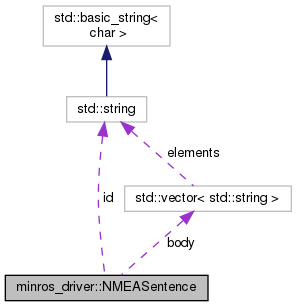 std::basic_string<
char >
std::string
elements
id
std::vector< std::string >
body
minros_driver::NMEASentence